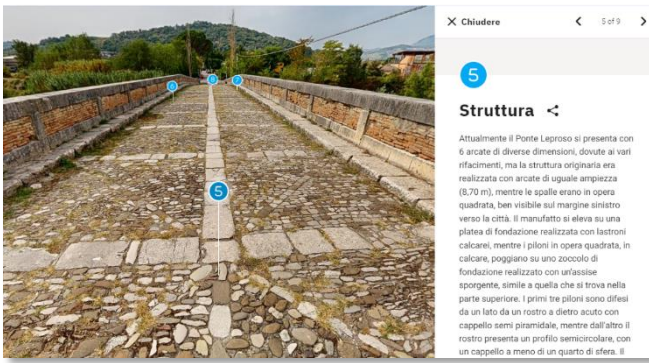 Chiudere
5 of 9
5
Struttura
Attualmente il Ponte Leproso si presenta con
6 arcate di diverse dimensioni, dovute ai vari
rifacimenti, ma la struttura originaria era
realizzata con arcate di uguale ampiezza
(8,70 m), mentre le spalle erano in opera
quadrata, ben visibile sul margine sinistro
verso la città. Il manufatto si eleva su una
platea di fondazione realizzata con lastroni
calcarei, mentre i piloni in opera quadrata, in
calcare, poggiano su uno zoccolo di
fondazione realizzato con un'assise
sporgente, simile a quella che si trova nella
parte superiore. I primi tre piloni sono difesi
da un lato da un rostro a dietro acuto con
cappello semi piramidale, mentre dall'altro il
rostro presenta un profilo semicircolare, con
un cappello a meno di un quarto di sfera. Il
6
8
7
5